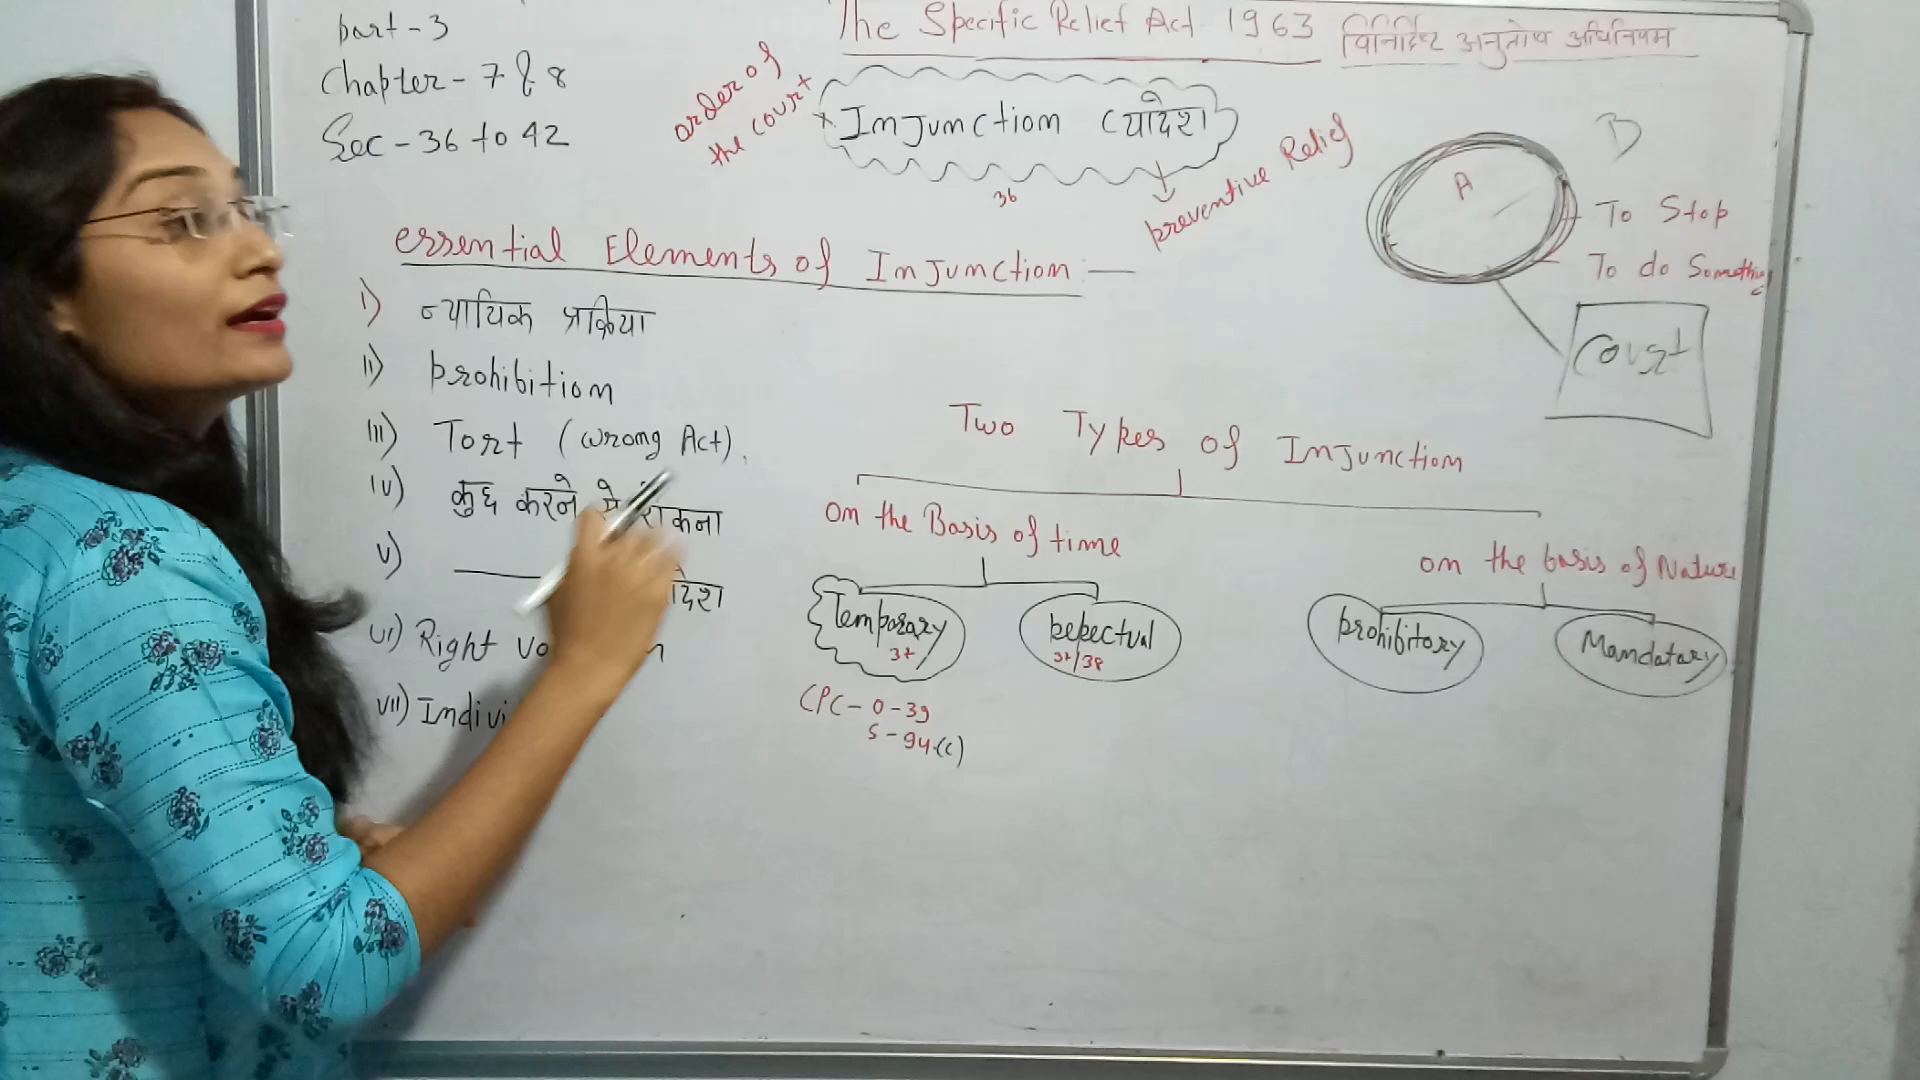 part - 3
Chapter - 7 & 8
Sec - 36 to 42
The Specific Relief Act 1963 विनिर्दिष्ट अनुतोष अधिनियम
order of
the court
Injunction (व्यादेश)
36
preventive Relief
A
B
To Stop
To do Something
Court
essential Elements of Injunction :—
I) न्यायिक प्रक्रिया
II) prohibition
III) Tort (wrong Act).
IV) कुछ करने से रोकना
V)
VI) Right
VII)
Two Types of Injunction
on the Basis of time
on the basis of Nature
Temporary
37
pepectual
37/38
prohibitory
Mandatary
CPC - O - 39
S - 94(c)